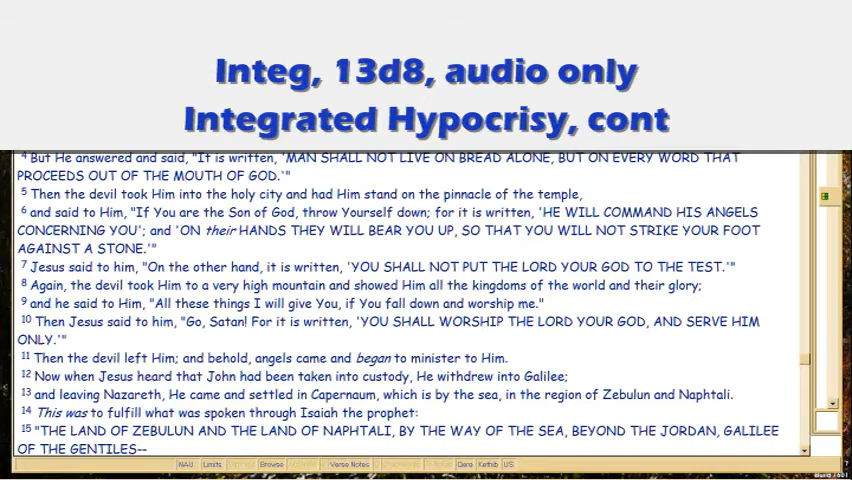 Integ, 13d8, audio only
Integrated Hypocrisy, cont
4 But He answered and said, "It is written, 'MAN SHALL NOT LIVE ON BREAD ALONE, BUT ON EVERY WORD THAT
PROCEEDS OUT OF THE MOUTH OF GOD.'"
5 Then the devil took Him into the holy city and had Him stand on the pinnacle of the temple,
6 and said to Him, "If You are the Son of God, throw Yourself down; for it is written, 'HE WILL COMMAND HIS ANGELS
CONCERNING YOU'; and 'ON their HANDS THEY WILL BEAR YOU UP, SO THAT YOU WILL NOT STRIKE YOUR FOOT
AGAINST A STONE.'"
7 Jesus said to him, "On the other hand, it is written, 'YOU SHALL NOT PUT THE LORD YOUR GOD TO THE TEST.'"
8 Again, the devil took Him to a very high mountain and showed Him all the kingdoms of the world and their glory;
9 and he said to Him, "All these things I will give You, if You fall down and worship me."
10 Then Jesus said to him, "Go, Satan! For it is written, 'YOU SHALL WORSHIP THE LORD YOUR GOD, AND SERVE HIM
ONLY.'"
11 Then the devil left Him; and behold, angels came and began to minister to Him.
12 Now when Jesus heard that John had been taken into custody, He withdrew into Galilee;
13 and leaving Nazareth, He came and settled in Capernaum, which is by the sea, in the region of Zebulun and Naphtali.
14 This was to fulfill what was spoken through Isaiah the prophet:
15 "THE LAND OF ZEBULUN AND THE LAND OF NAPHTALI, BY THE WAY OF THE SEA, BEYOND THE JORDAN, GALILEE
OF THE GENTILES--
NAU Limits Browse Verse Notes Qere Kethib US